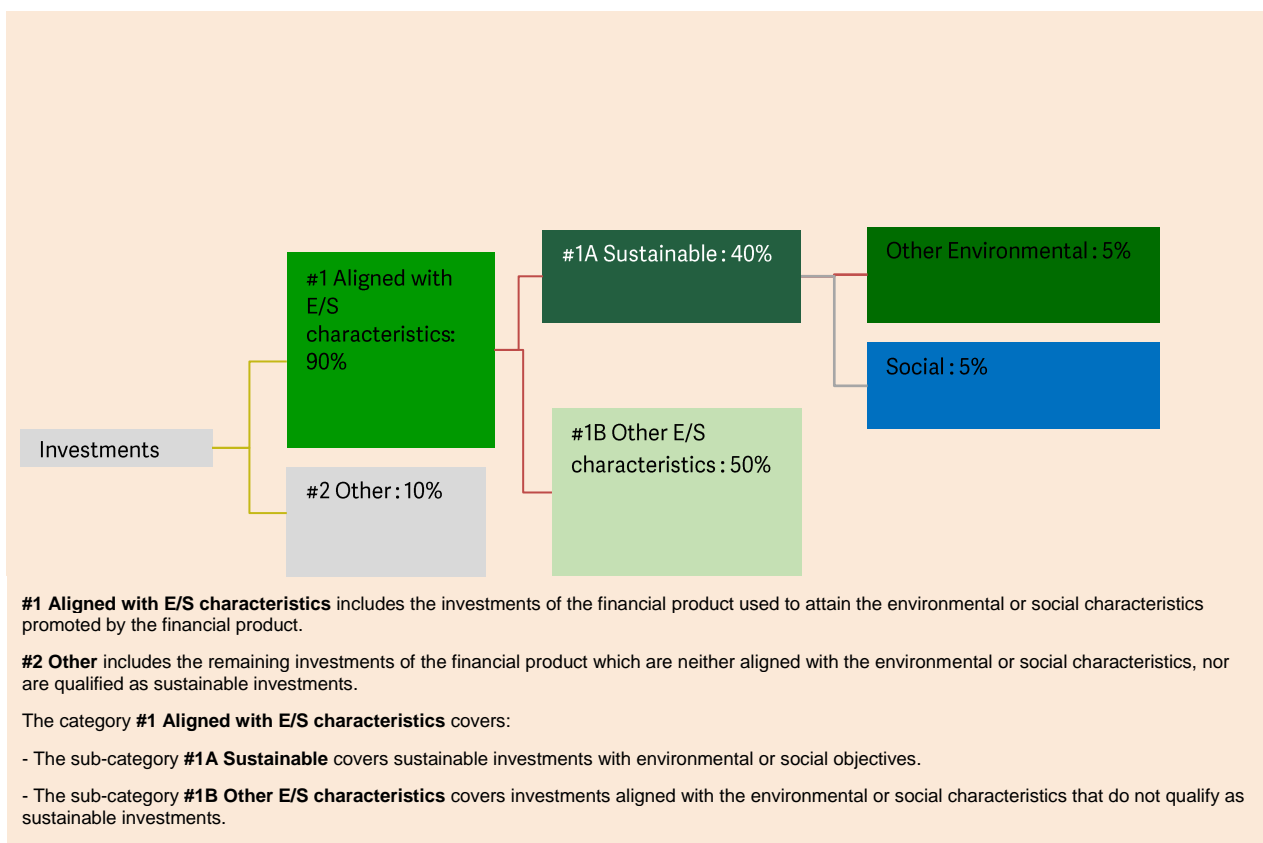 #1A Sustainable : 40%
Other Environmental : 5%
#1 Aligned with
E/S
characteristics:
90%
Social : 5%
#1B Other E/S
characteristics : 50%
Investments
#2 Other : 10%
#1 Aligned with E/S characteristics includes the investments of the financial product used to attain the environmental or social characteristics
promoted by the financial product.
#2 Other includes the remaining investments of the financial product which are neither aligned with the environmental or social characteristics, nor
are qualified as sustainable investments.
The category #1 Aligned with E/S characteristics covers:
- The sub-category #1A Sustainable covers sustainable investments with environmental or social objectives.
- The sub-category #1B Other E/S characteristics covers investments aligned with the environmental or social characteristics that do not qualify as
sustainable investments.